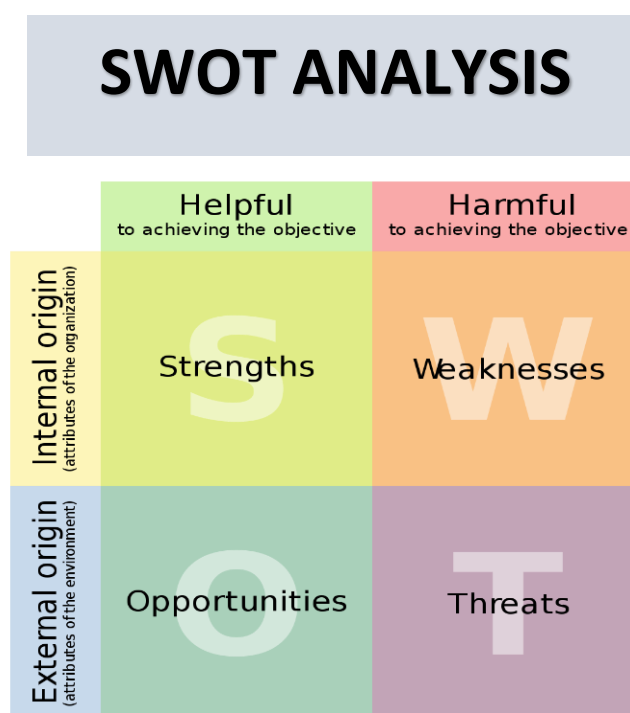 SWOT ANALYSIS
Helpful
to achieving the objective
Harmful
to achieving the objective
Internal origin
(attributes of the organization)
S
Strengths
W
Weaknesses
External origin
(attributes of the environment)
O
Opportunities
T
Threats